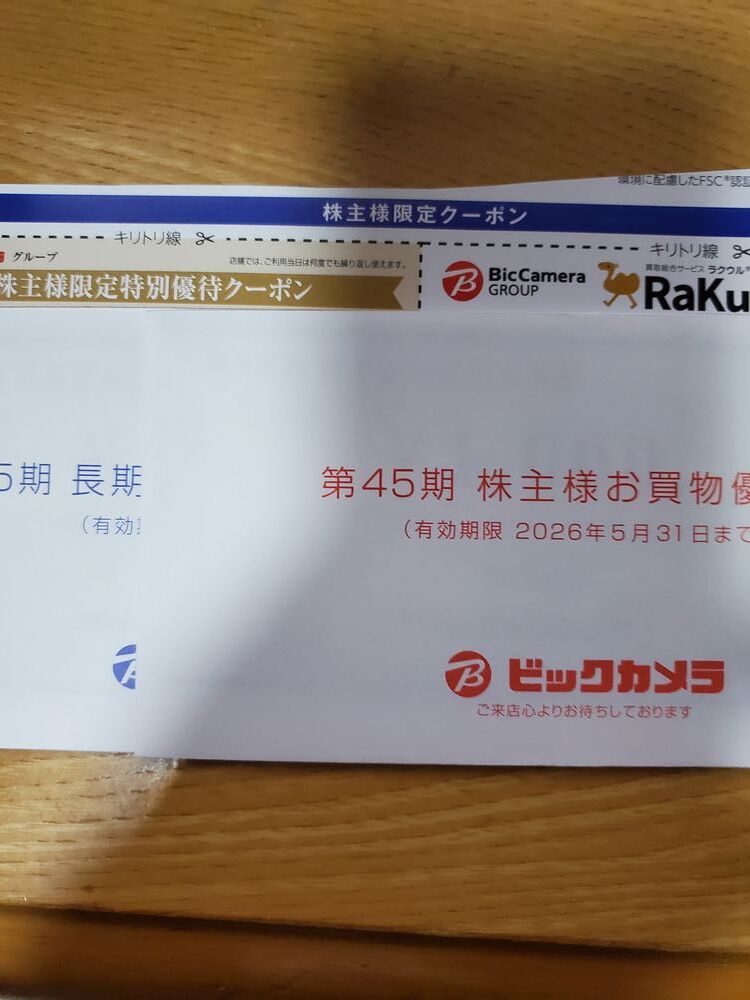 環境に配慮したFSC®認証
株主様限定クーポン
キリトリ線
キリトリ線
グループ
店舗では、ご利用当日は何度でも繰り返し使えます。
株主様限定特別優待クーポン
BicCamera
GROUP
買取総合サービス ラクウル®
RaKu
5期 長期
(有効期
第45期 株主様お買物優
(有効期限 2026年5月31日まで
ビックカメラ
ご来店心よりお待ちしております